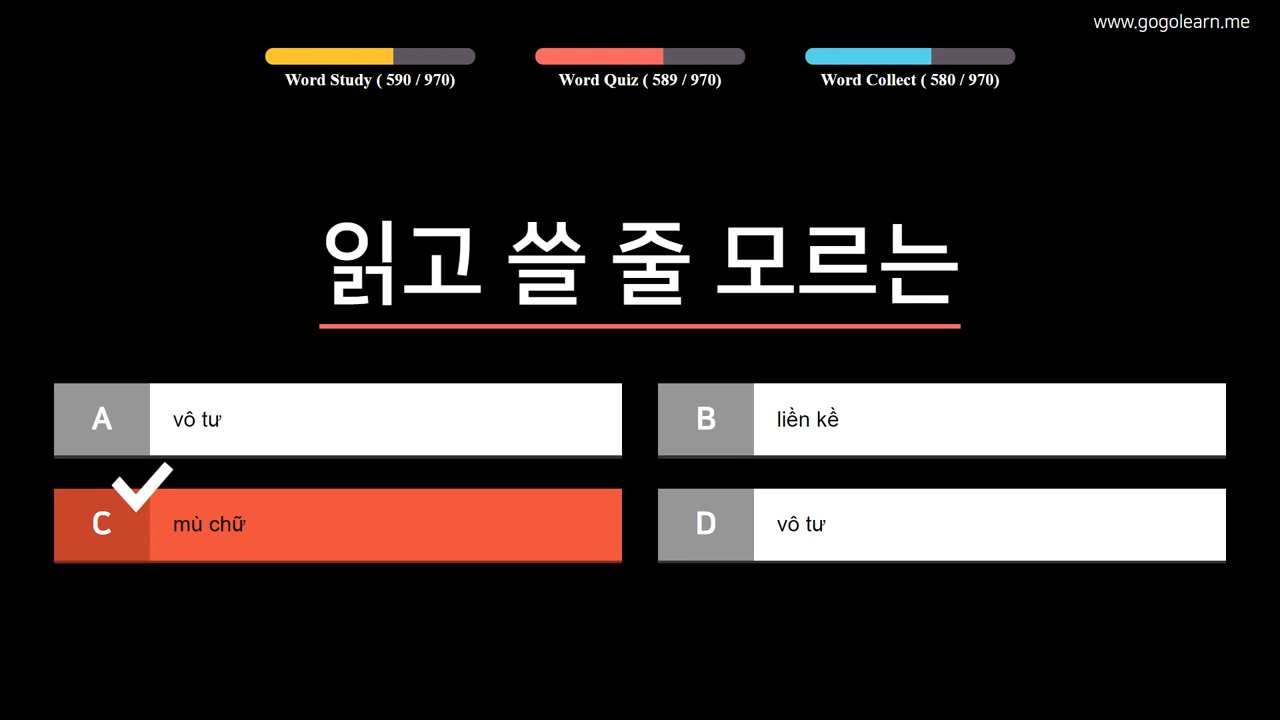 www.gogolearn.me
Word Study ( 590 / 970)
Word Quiz ( 589 / 970)
Word Collect ( 580 / 970)
읽고 쓸 줄 모르는
A vô tư
B liền kề
C mù chữ
D vô tư